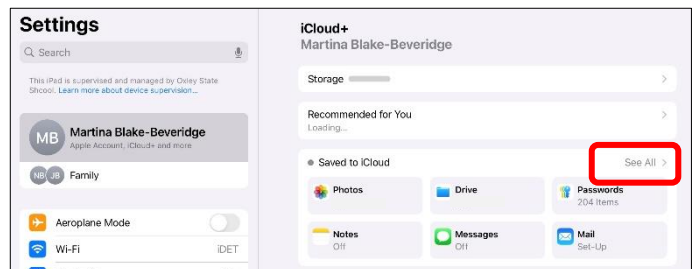 Settings
Search
This iPad is supervised and managed by Oxley State
Shcool. Learn more about device supervision...
MB
Martina Blake-Beveridge
Apple Account, iCloud+ and more
NB JB Family
Aeroplane Mode
Wi-Fi iDET
iCloud+
Martina Blake-Beveridge
Storage
Recommended for You
Loading...
Saved to iCloud See All
Photos
Drive
Passwords
204 Items
Notes
Off
Messages
Off
Mail
Set-Up